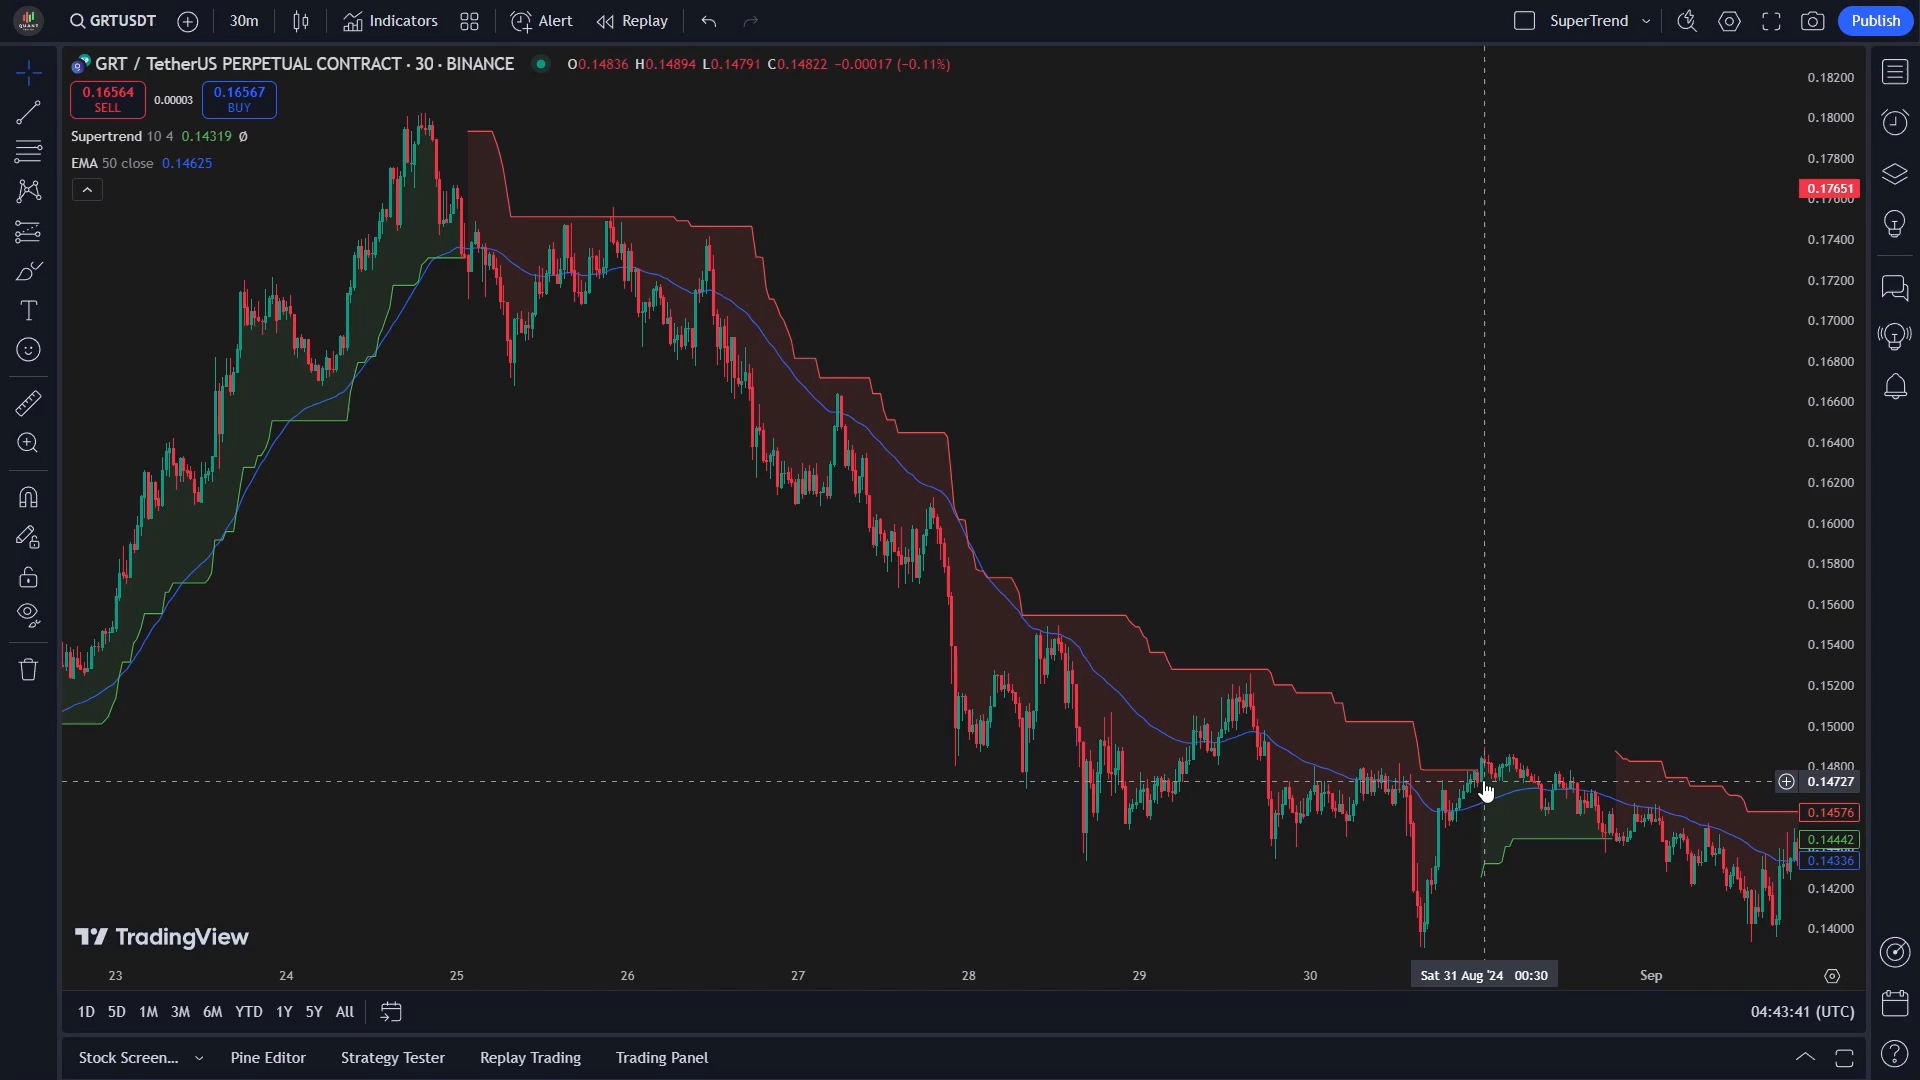 GRTUSDT
30m
Indicators
Alert
Replay
SuperTrend
Publish
GRT / TetherUS PERPETUAL CONTRACT · 30 · BINANCE
O0.14836 H0.14894 L0.14791 C0.14822 −0.00017 (−0.11%)
0.16564
SELL
0.00003
0.16567
BUY
Supertrend 10 4 0.14319 Ø
EMA 50 close 0.14625
0.18200
0.18000
0.17800
0.17651
0.17600
0.17400
0.17200
0.17000
0.16800
0.16600
0.16400
0.16200
0.16000
0.15800
0.15600
0.15400
0.15200
0.15000
0.14800
0.14727
0.14576
0.14442
0.14336
0.14200
0.14000
TradingView
23 24 25 26 27 28 29 30 Sat 31 Aug '24 00:30 Sep
1D 5D 1M 3M 6M YTD 1Y 5Y All
04:43:41 (UTC)
Stock Screen... Pine Editor Strategy Tester Replay Trading Trading Panel